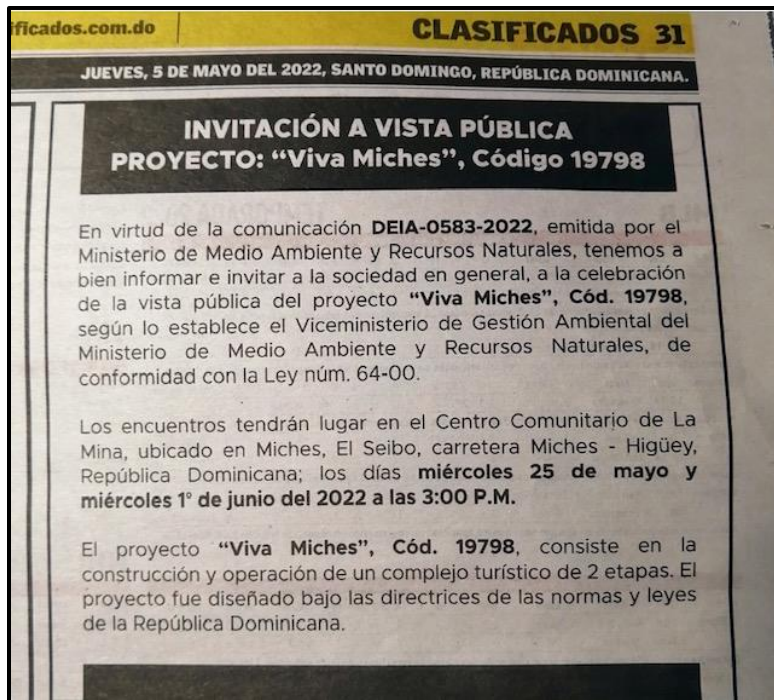 ificados.com.do
CLASIFICADOS 31
JUEVES, 5 DE MAYO DEL 2022, SANTO DOMINGO, REPÚBLICA DOMINICANA.
INVITACIÓN A VISTA PÚBLICA
PROYECTO: “Viva Miches”, Código 19798
En virtud de la comunicación DEIA-0583-2022, emitida por el
Ministerio de Medio Ambiente y Recursos Naturales, tenemos a
bien informar e invitar a la sociedad en general, a la celebración
de la vista pública del proyecto “Viva Miches”, Cód. 19798,
según lo establece el Viceministerio de Gestión Ambiental del
Ministerio de Medio Ambiente y Recursos Naturales, de
conformidad con la Ley núm. 64-00.
Los encuentros tendrán lugar en el Centro Comunitario de La
Mina, ubicado en Miches, El Seibo, carretera Miches - Higüey,
República Dominicana; los días miércoles 25 de mayo y
miércoles 1° de junio del 2022 a las 3:00 P.M.
El proyecto “Viva Miches”, Cód. 19798, consiste en la
construcción y operación de un complejo turístico de 2 etapas. El
proyecto fue diseñado bajo las directrices de las normas y leyes
de la República Dominicana.